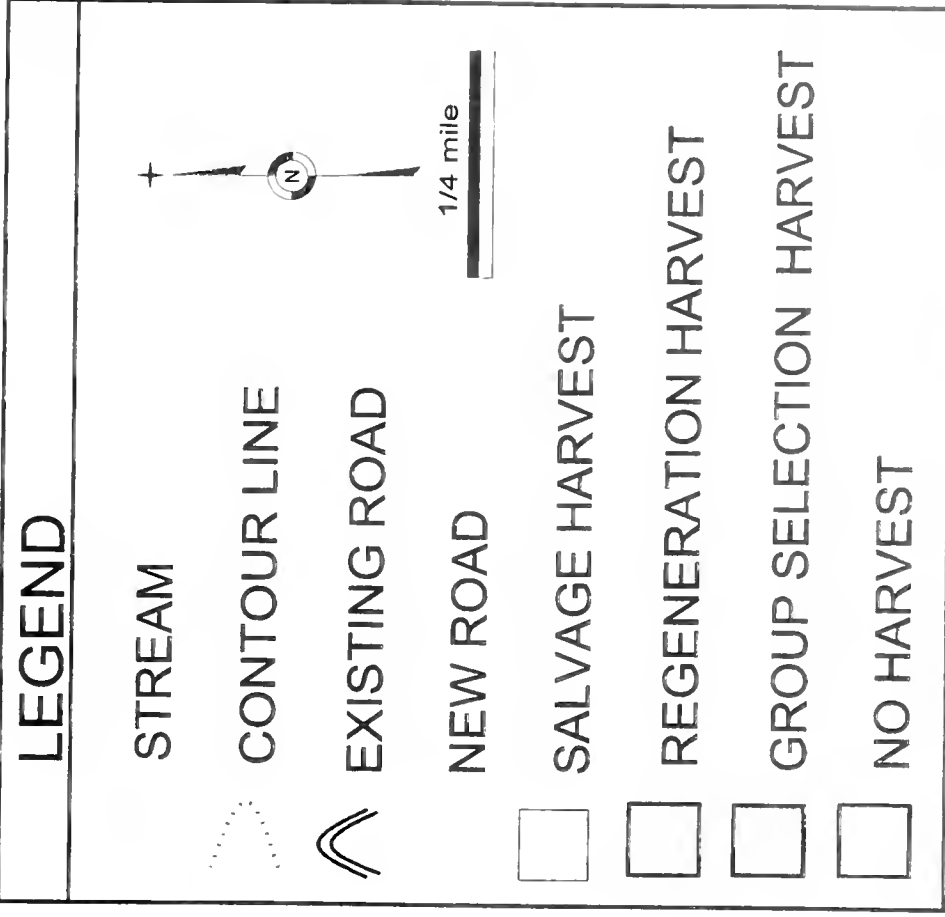 LEGEND
STREAM
CONTOUR LINE
EXISTING ROAD
NEW ROAD
SALVAGE HARVEST
REGENERATION HARVEST
GROUP SELECTION HARVEST
NO HARVEST
N
1/4 mile